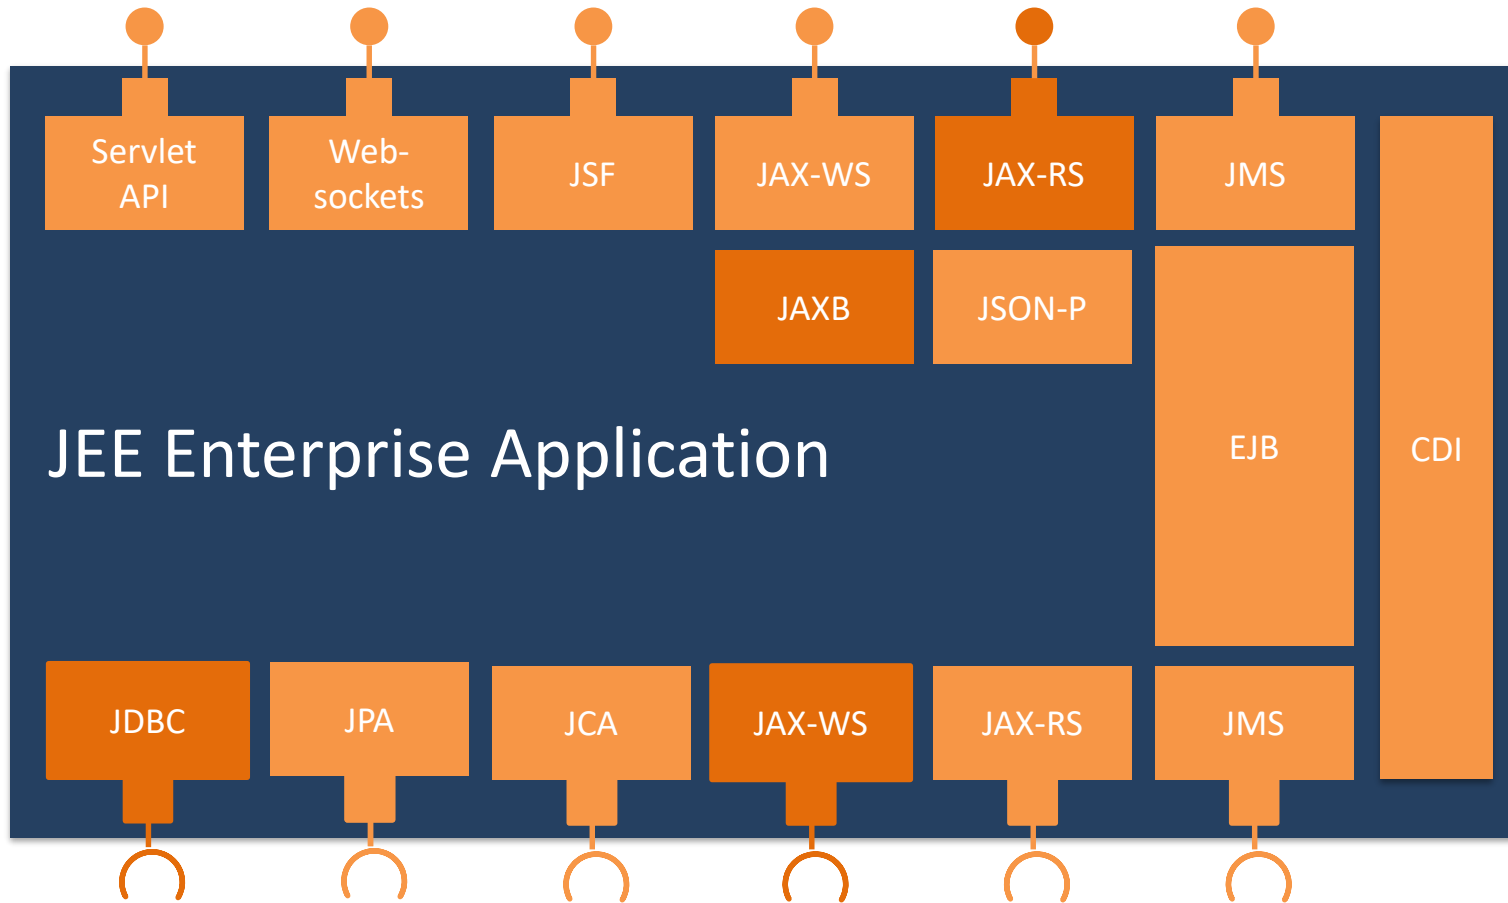 Servlet
API
Web-
sockets
JSF
JAX-WS
JAX-RS
JMS
JAXB
JSON-P
JEE Enterprise Application
EJB
CDI
JDBC
JPA
JCA
JAX-WS
JAX-RS
JMS